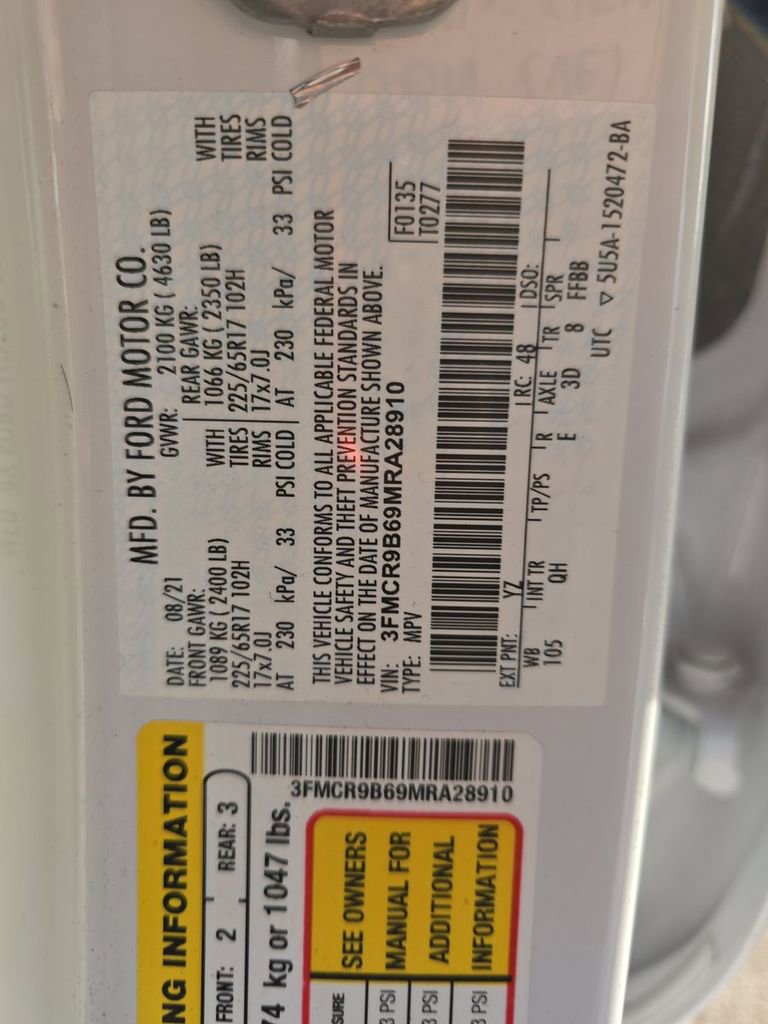 MFD. BY FORD MOTOR CO.
DATE: 08/21 GVWR: 2100 KG ( 4630 LB)
FRONT GAWR: REAR GAWR:
1089 KG ( 2400 LB) WITH 1066 KG ( 2350 LB) WITH
225/65R17 102H TIRES 225/65R17 102H TIRES
17x7.0J RIMS 17x7.0J RIMS
AT 230 kPa/ 33 PSI COLD AT 230 kPa/ 33 PSI COLD
THIS VEHICLE CONFORMS TO ALL APPLICABLE FEDERAL MOTOR
VEHICLE SAFETY AND THEFT PREVENTION STANDARDS IN
EFFECT ON THE DATE OF MANUFACTURE SHOWN ABOVE.
VIN: 3FMCR9B69MRA28910 F0135
TYPE: MPV T0277
EXT PNT: YZ RC: 48 DSO:
WB INT TR TP/PS R AXLE TR SPR
105 QH E 3D 8 FFBB
UTC ▽ 5U5A-1520472-BA
NG INFORMATION
FRONT: 2 REAR: 3
74 kg or 1047 lbs.
3FMCR9B69MRA28910
SURE
3 PSI
3 PSI
3 PSI
SEE OWNERS
MANUAL FOR
ADDITIONAL
INFORMATION